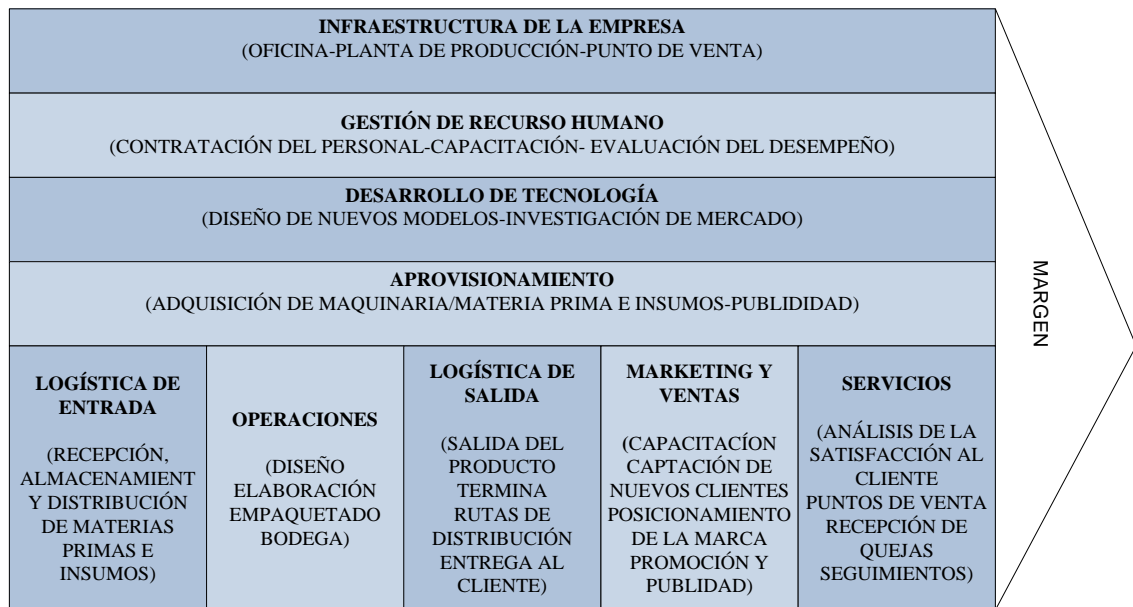 INFRAESTRUCTURA DE LA EMPRESA
(OFICINA-PLANTA DE PRODUCCIÓN-PUNTO DE VENTA)
GESTIÓN DE RECURSO HUMANO
(CONTRATACIÓN DEL PERSONAL-CAPACITACIÓN- EVALUACIÓN DEL DESEMPEÑO)
DESARROLLO DE TECNOLOGÍA
(DISEÑO DE NUEVOS MODELOS-INVESTIGACIÓN DE MERCADO)
APROVISIONAMIENTO
(ADQUISICIÓN DE MAQUINARIA/MATERIA PRIMA E INSUMOS-PUBLIDIDAD)
LOGÍSTICA DE
ENTRADA
(RECEPCIÓN,
ALMACENAMIENT
Y DISTRIBUCIÓN
DE MATERIAS
PRIMAS E
INSUMOS)
OPERACIONES
(DISEÑO
ELABORACIÓN
EMPAQUETADO
BODEGA)
LOGÍSTICA DE
SALIDA
(SALIDA DEL
PRODUCTO
TERMINA
RUTAS DE
DISTRIBUCIÓN
ENTREGA AL
CLIENTE)
MARKETING Y
VENTAS
(CAPACITACÍON
CAPTACIÓN DE
NUEVOS CLIENTES
POSICIONAMIENTO
DE LA MARCA
PROMOCIÓN Y
PUBLIDAD)
SERVICIOS
(ANÁLISIS DE LA
SATISFACCIÓN AL
CLIENTE
PUNTOS DE VENTA
RECEPCIÓN DE
QUEJAS
SEGUIMIENTOS)
MARGEN